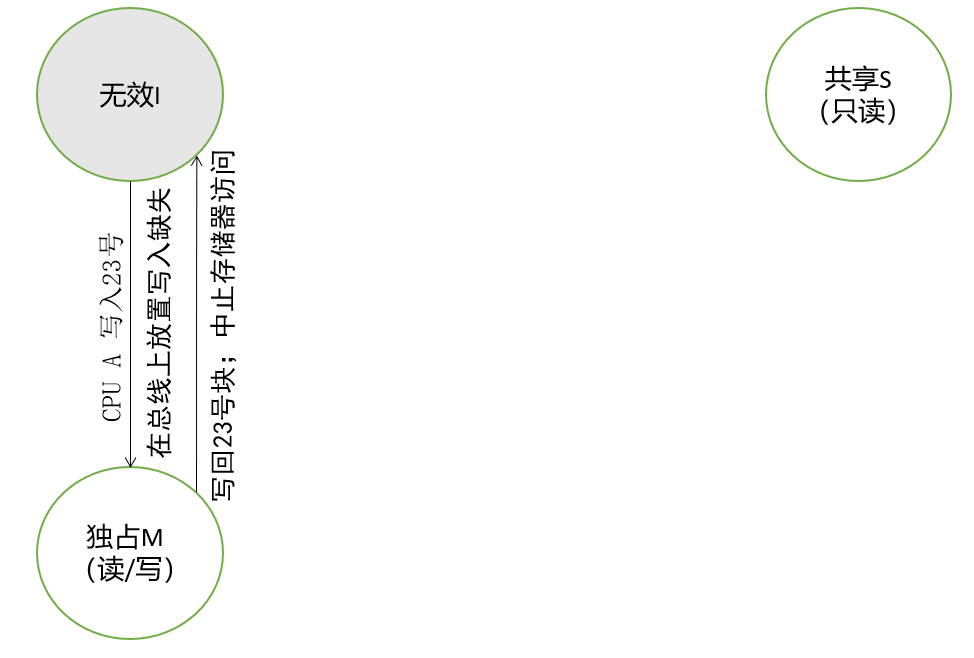 无效I
共享S
(只读)
CPU A 写入23号
在总线上放置写入缺失
写回23号块；中止存储器访问
独占M
(读/写)